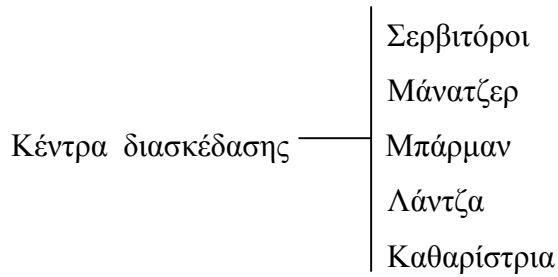 Σερβιτόροι
Μάνατζερ
Κέντρα διασκέδασης Μπάρμαν
Λάντζα
Καθαρίστρια